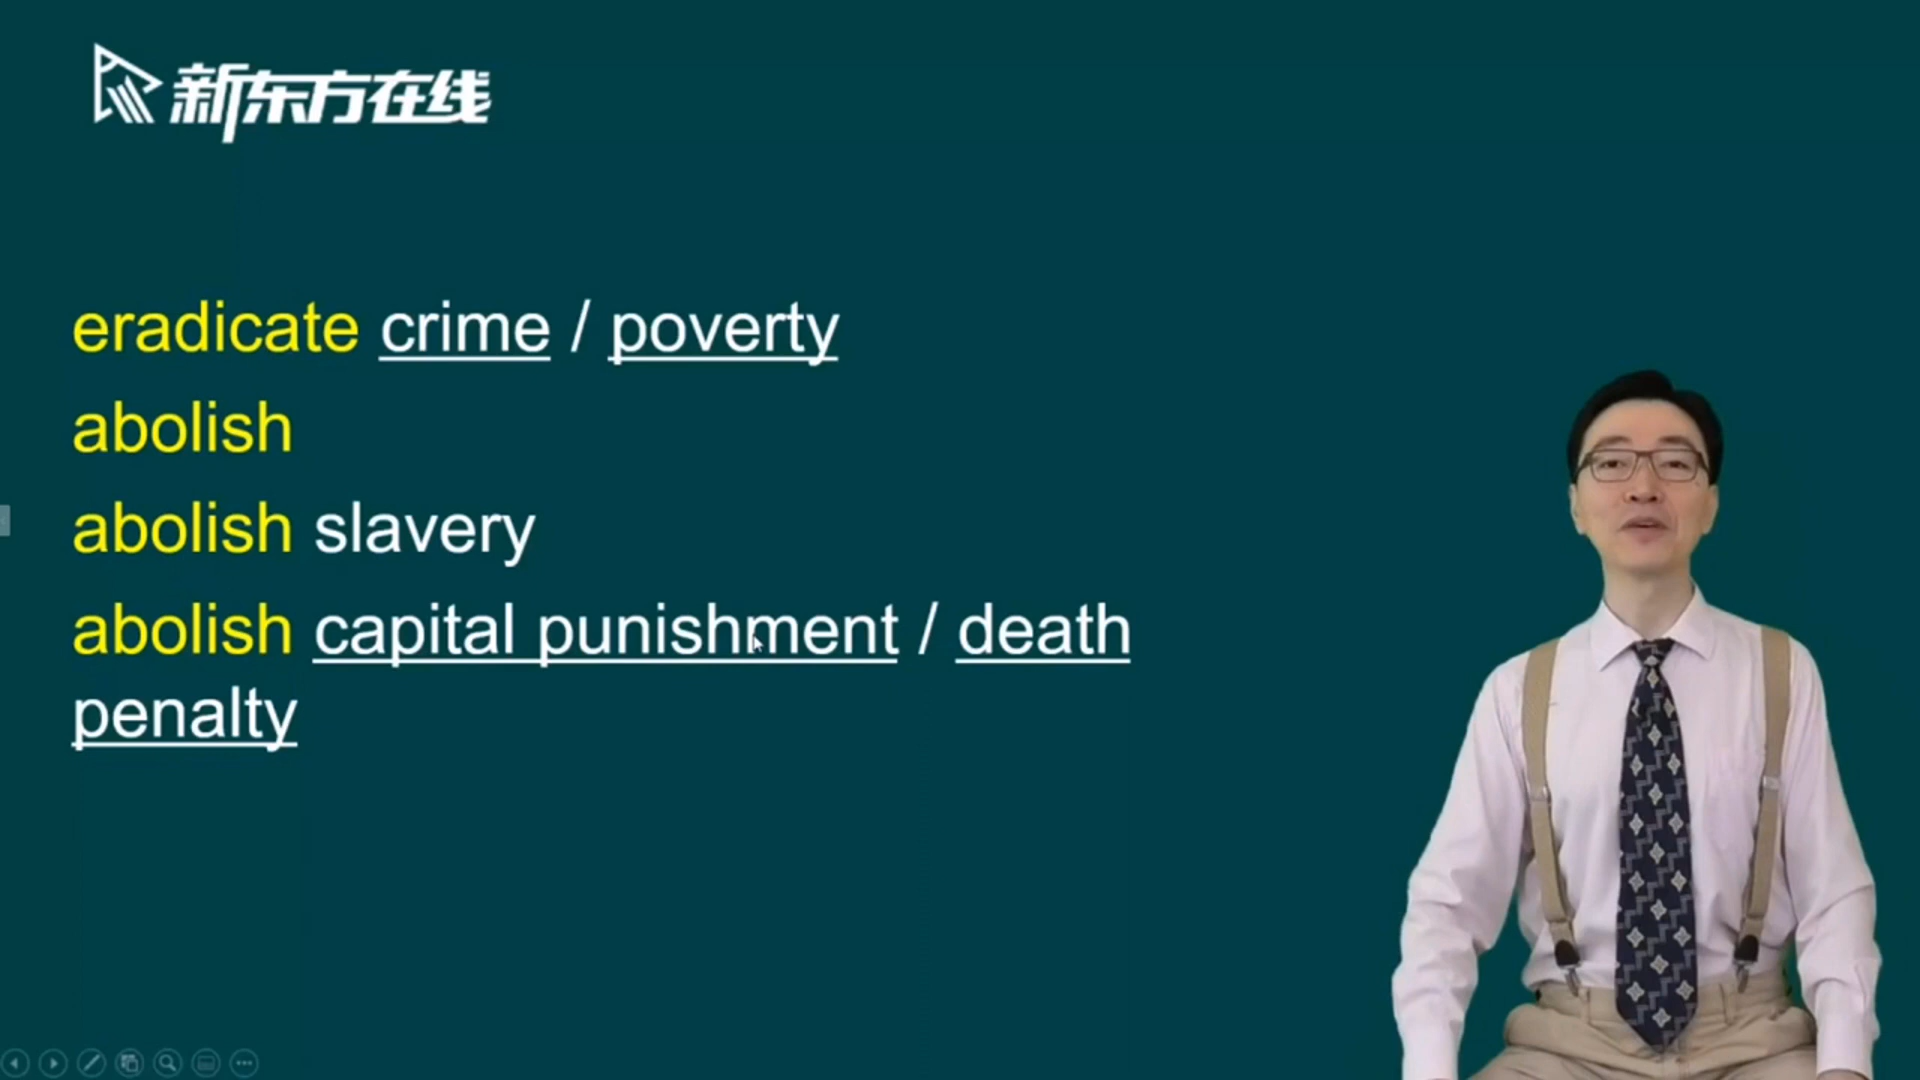 新东方在线
eradicate crime / poverty
abolish
abolish slavery
abolish capital punishment / death
penalty